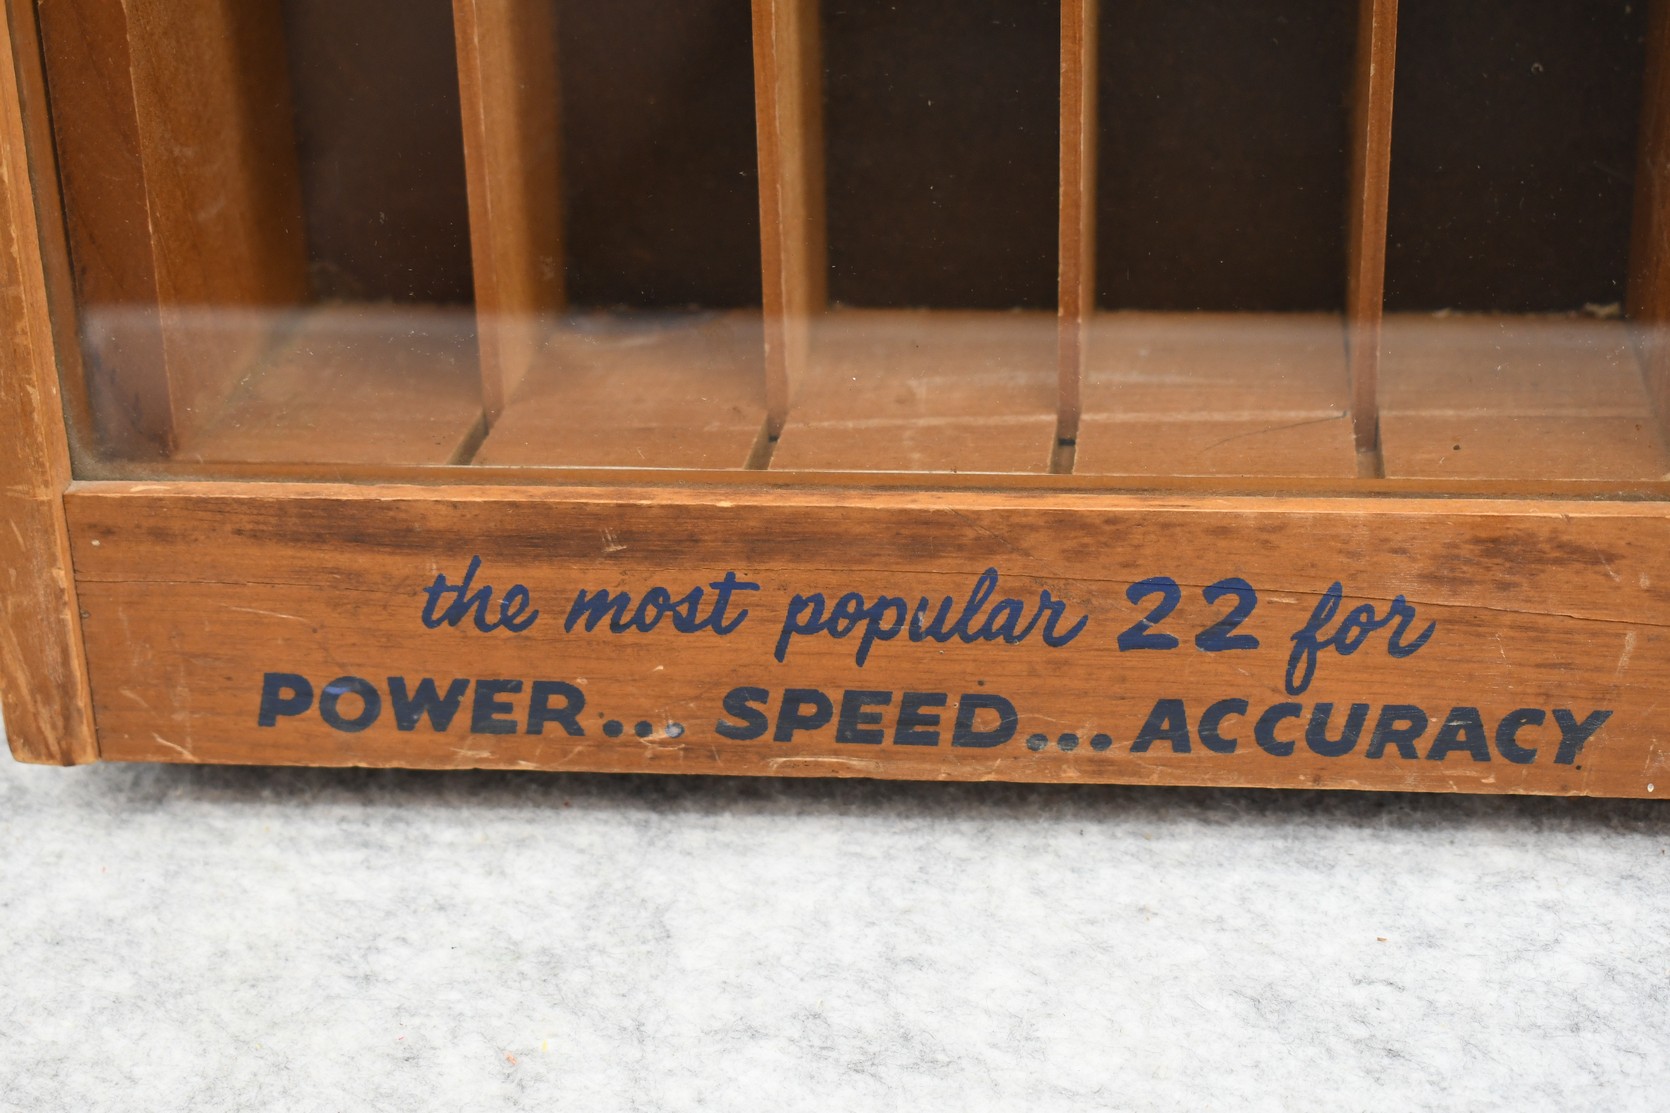 the most popular 22 for
POWER... SPEED... ACCURACY